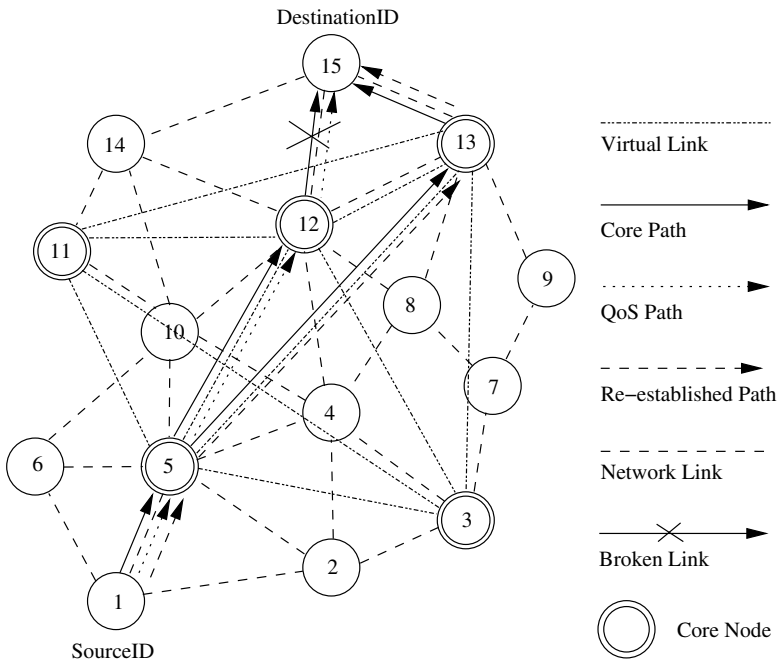 DestinationID
15
14
13
12
11
10
9
8
7
6
5
4
3
2
1
SourceID
Virtual Link
Core Path
QoS Path
Re−established Path
Network Link
Broken Link
Core Node